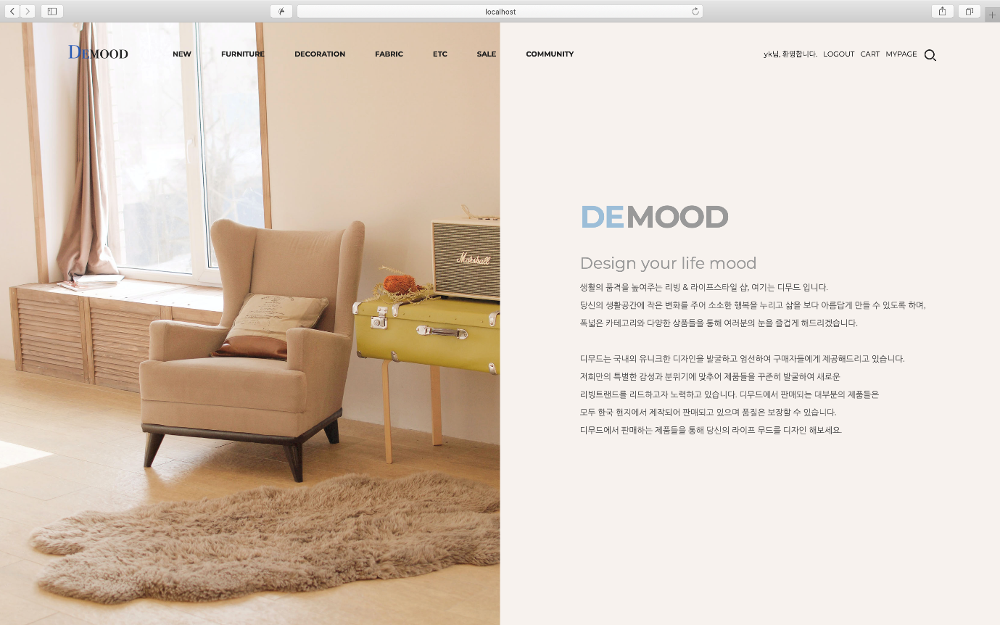 localhost
DEMOOD
NEW FURNITURE DECORATION FABRIC ETC SALE COMMUNITY
yk님, 환영합니다. LOGOUT CART MYPAGE
Marshall
DEMOOD
Design your life mood
생활의 품격을 높여주는 리빙 & 라이프스타일 샵, 여기는 디무드 입니다.
당신의 생활공간에 작은 변화를 주어 소소한 행복을 누리고 삶을 보다 아름답게 만들 수 있도록 하며,
폭넓은 카테고리와 다양한 상품들을 통해 여러분의 눈을 즐겁게 해드리겠습니다.
디무드는 국내의 유니크한 디자인을 발굴하고 엄선하여 구매자들에게 제공해드리고 있습니다.
저희만의 특별한 감성과 분위기에 맞추어 제품들을 꾸준히 발굴하여 새로운
리빙트랜드를 리드하고자 노력하고 있습니다. 디무드에서 판매되는 대부분의 제품들은
모두 한국 현지에서 제작되어 판매되고 있으며 품질은 보장할 수 있습니다.
디무드에서 판매하는 제품들을 통해 당신의 라이프 무드를 디자인 해보세요.